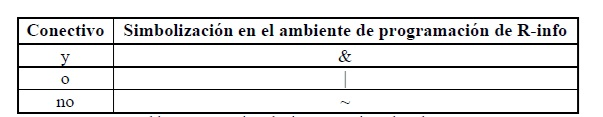 Conectivo Simbolización en el ambiente de programación de R-info
y &
o |
no ~